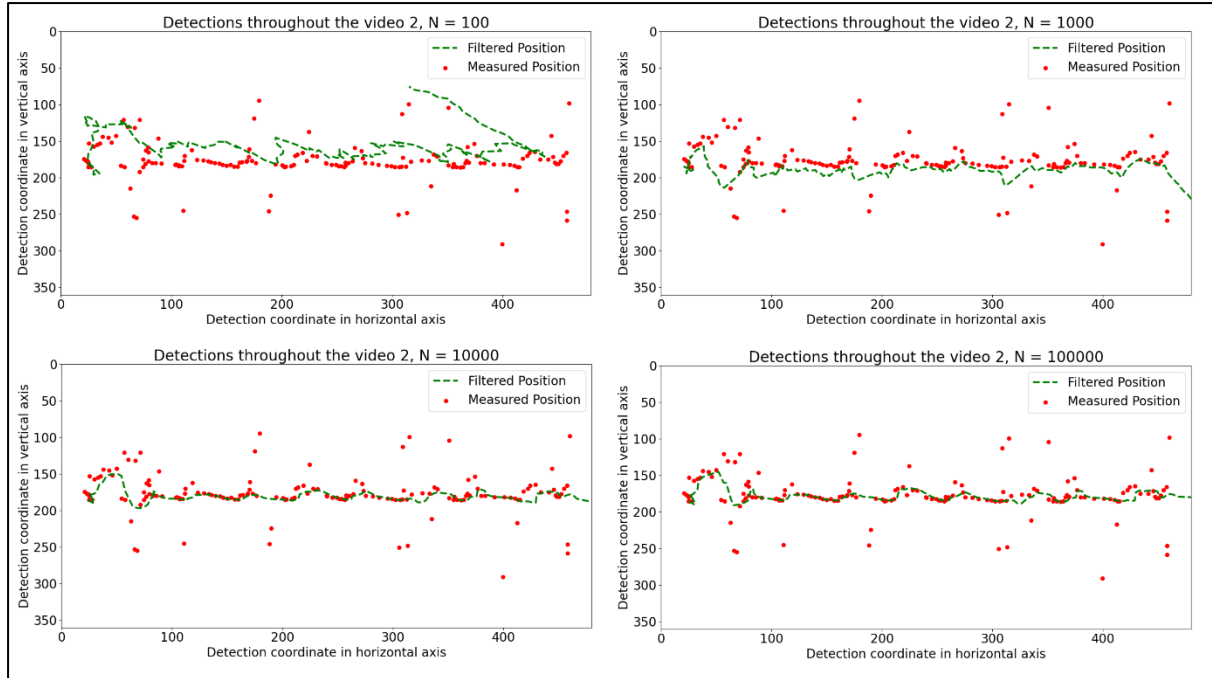 Detections throughout the video 2, N = 100
0
50
100
150
200
250
300
350
Detection coordinate in vertical axis
Filtered Position
Measured Position
0
100
200
300
400
Detection coordinate in horizontal axis
Detections throughout the video 2, N = 1000
0
50
100
150
200
250
300
350
Detection coordinate in vertical axis
Filtered Position
Measured Position
0
100
200
300
400
Detection coordinate in horizontal axis
Detections throughout the video 2, N = 10000
0
50
100
150
200
250
300
350
Detection coordinate in vertical axis
Filtered Position
Measured Position
0
100
200
300
400
Detection coordinate in horizontal axis
Detections throughout the video 2, N = 100000
0
50
100
150
200
250
300
350
Detection coordinate in vertical axis
Filtered Position
Measured Position
0
100
200
300
400
Detection coordinate in horizontal axis